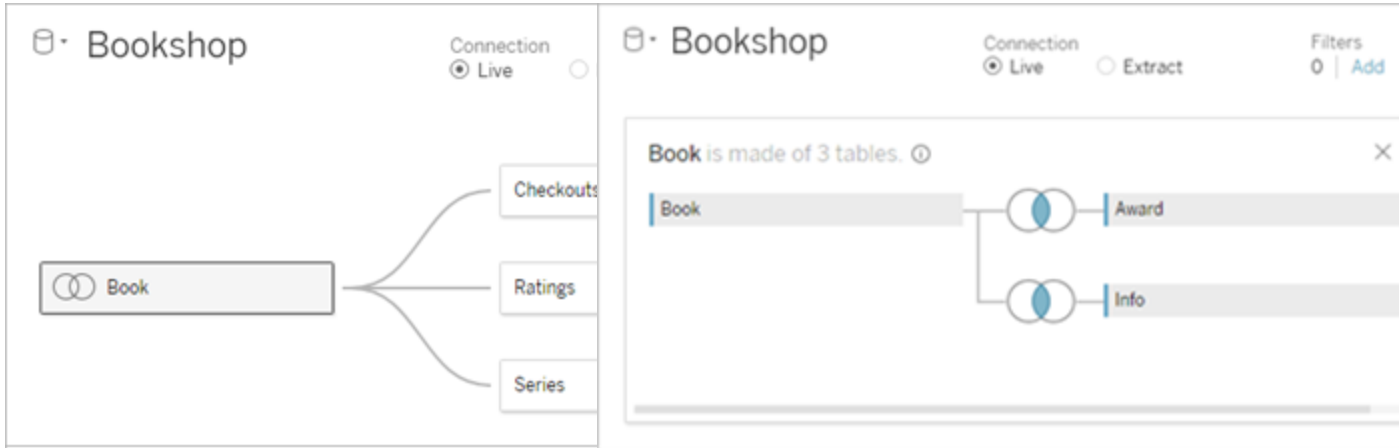 Bookshop
Connection
Live
Checkouts
Book
Ratings
Series
Bookshop
Connection
Live Extract
Filters
0 Add
Book is made of 3 tables.
Book
Award
Info